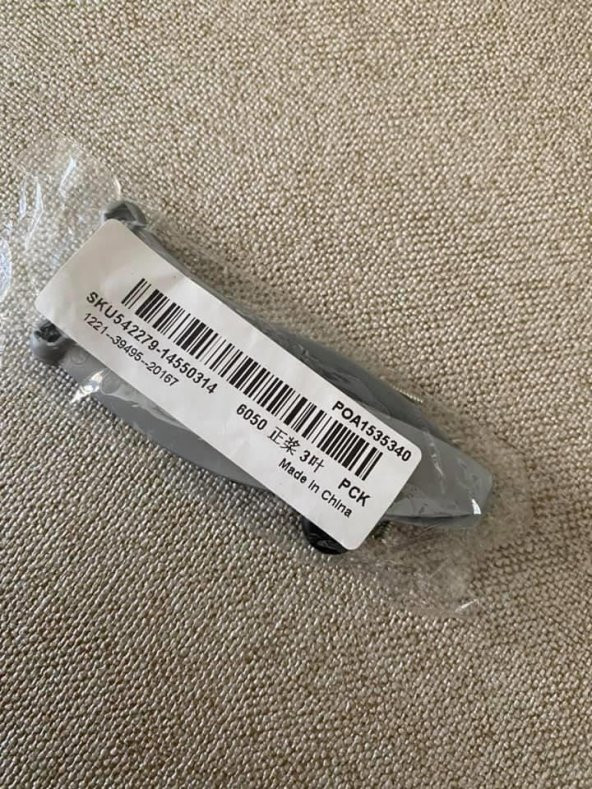 POA1535340
SKU542279-14550314
6050 正桨 3叶 PCK
1221--39495--20167
Made in China